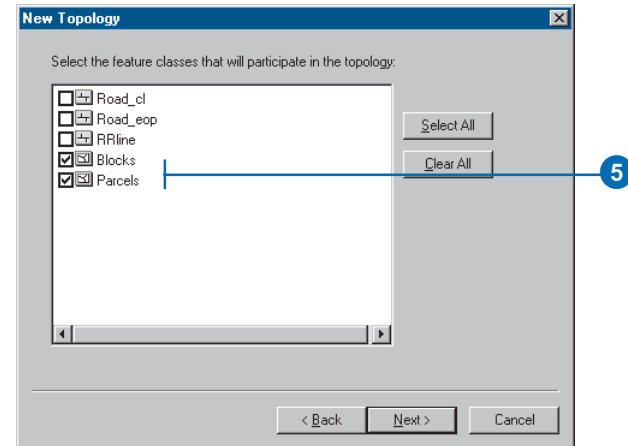 New Topology
Select the feature classes that will participate in the topology:
Road_cl
Road_eop
RRline
Blocks
Parcels
Select All
Clear All
5
< Back
Next >
Cancel